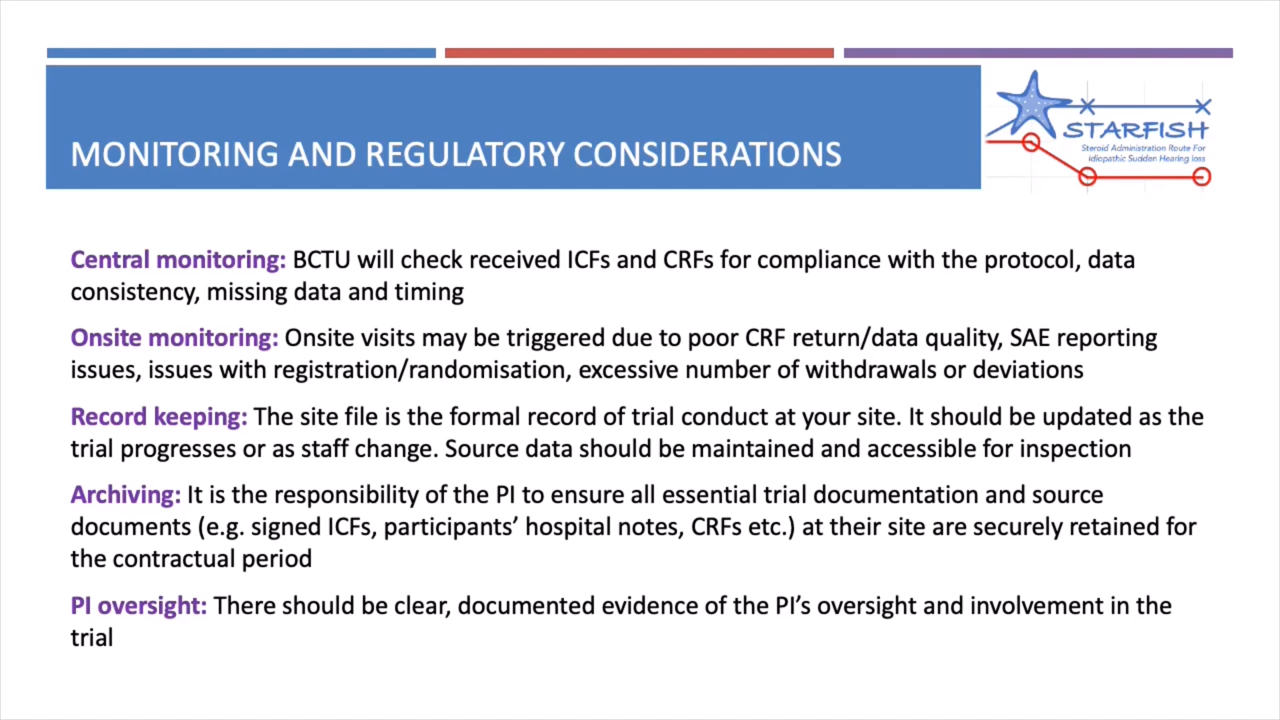 MONITORING AND REGULATORY CONSIDERATIONS
STARFISH
Steroid Administration Route For
Idiopathic Sudden Hearing loss
Central monitoring: BCTU will check received ICFs and CRFs for compliance with the protocol, data
consistency, missing data and timing
Onsite monitoring: Onsite visits may be triggered due to poor CRF return/data quality, SAE reporting
issues, issues with registration/randomisation, excessive number of withdrawals or deviations
Record keeping: The site file is the formal record of trial conduct at your site. It should be updated as the
trial progresses or as staff change. Source data should be maintained and accessible for inspection
Archiving: It is the responsibility of the PI to ensure all essential trial documentation and source
documents (e.g. signed ICFs, participants’ hospital notes, CRFs etc.) at their site are securely retained for
the contractual period
PI oversight: There should be clear, documented evidence of the PI’s oversight and involvement in the
trial